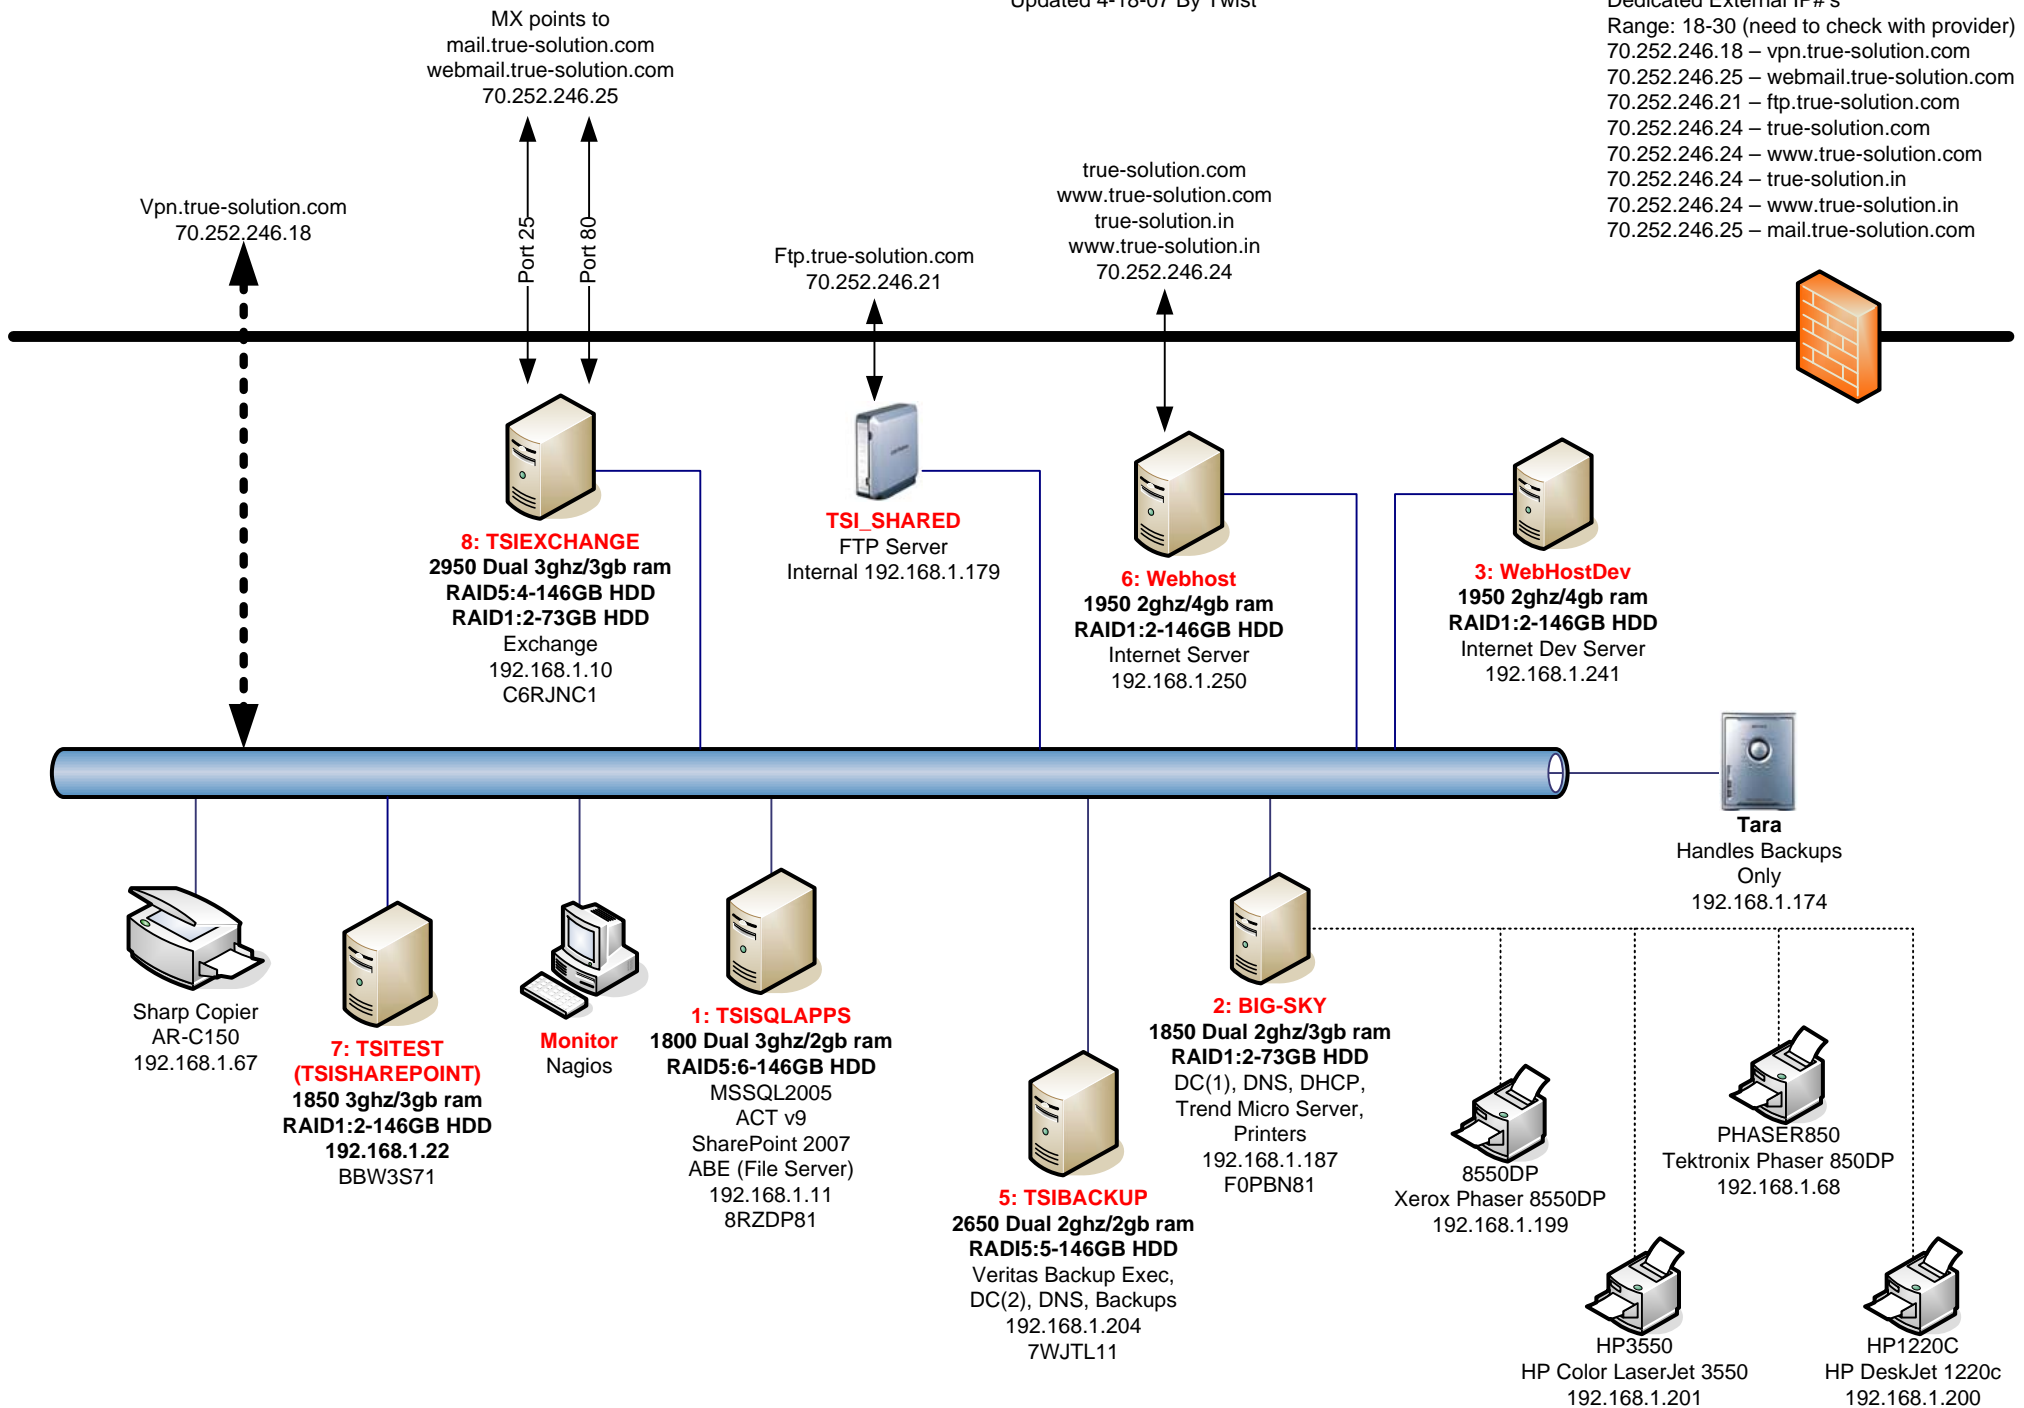 Updated 4-18-07 By Twist
Dedicated External IP#'s
Range: 18-30 (need to check with provider)
70.252.246.18 – vpn.true-solution.com
70.252.246.25 – webmail.true-solution.com
70.252.246.21 – ftp.true-solution.com
70.252.246.24 – true-solution.com
70.252.246.24 – www.true-solution.com
70.252.246.24 – true-solution.in
70.252.246.24 – www.true-solution.in
70.252.246.25 – mail.true-solution.com
MX points to
mail.true-solution.com
webmail.true-solution.com
70.252.246.25
Port 25
Port 80
Vpn.true-solution.com
70.252.246.18
Ftp.true-solution.com
70.252.246.21
true-solution.com
www.true-solution.com
true-solution.in
www.true-solution.in
70.252.246.24
8: TSIEXCHANGE
2950 Dual 3ghz/3gb ram
RAID5:4-146GB HDD
RAID1:2-73GB HDD
Exchange
192.168.1.10
C6RJNC1
TSI_SHARED
FTP Server
Internal 192.168.1.179
6: Webhost
1950 2ghz/4gb ram
RAID1:2-146GB HDD
Internet Server
192.168.1.250
3: WebHostDev
1950 2ghz/4gb ram
RAID1:2-146GB HDD
Internet Dev Server
192.168.1.241
Tara
Handles Backups
Only
192.168.1.174
Sharp Copier
AR-C150
192.168.1.67
7: TSITEST
(TSISHAREPOINT)
1850 3ghz/3gb ram
RAID1:2-146GB HDD
192.168.1.22
BBW3S71
Monitor
Nagios
1: TSISQLAPPS
1800 Dual 3ghz/2gb ram
RAID5:6-146GB HDD
MSSQL2005
ACT v9
SharePoint 2007
ABE (File Server)
192.168.1.11
8RZDP81
5: TSIBACKUP
2650 Dual 2ghz/2gb ram
RADI5:5-146GB HDD
Veritas Backup Exec,
DC(2), DNS, Backups
192.168.1.204
7WJTL11
2: BIG-SKY
1850 Dual 2ghz/3gb ram
RAID1:2-73GB HDD
DC(1), DNS, DHCP,
Trend Micro Server,
Printers
192.168.1.187
F0PBN81
8550DP
Xerox Phaser 8550DP
192.168.1.199
PHASER850
Tektronix Phaser 850DP
192.168.1.68
HP3550
HP Color LaserJet 3550
192.168.1.201
HP1220C
HP DeskJet 1220c
192.168.1.200